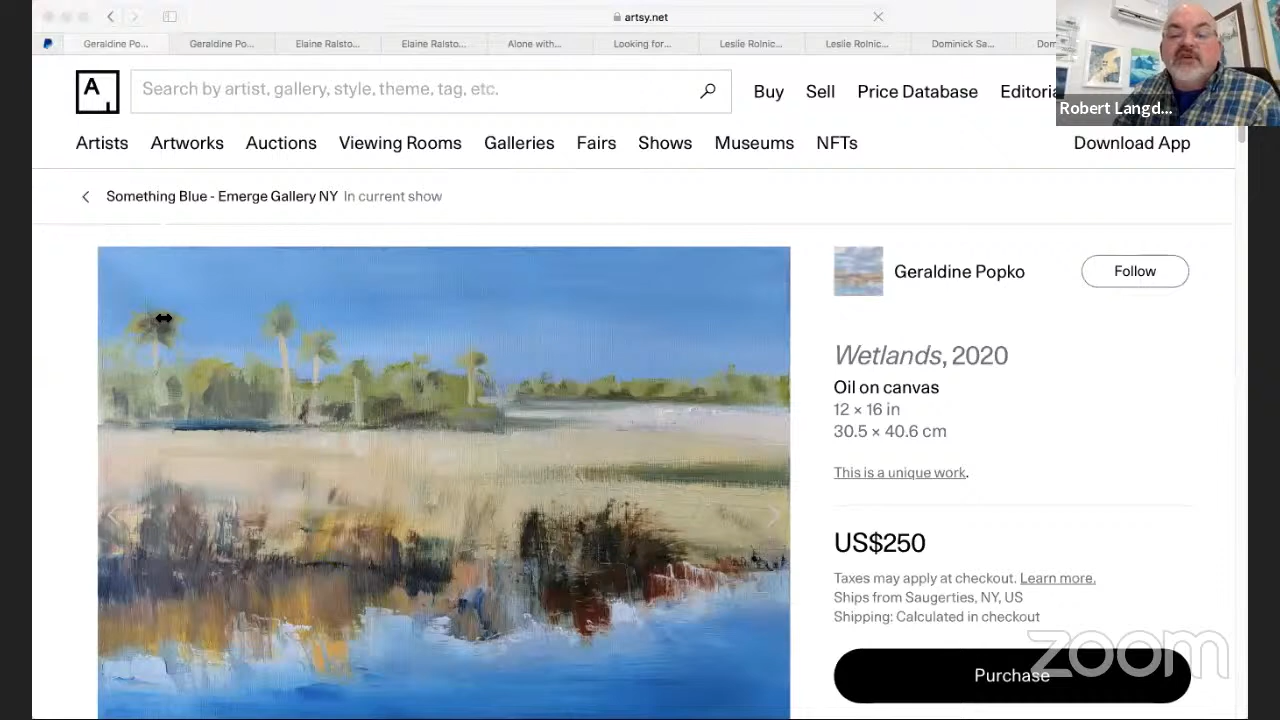 artsy.net
Geraldine Po... Geraldine Po... Elaine Ralsto... Elaine Ralsto... Alone with... Looking for... Leslie Rolnic... Leslie Rolnic... Dominick Sa... Don
Robert Langd...
A
Search by artist, gallery, style, theme, tag, etc.
Buy Sell Price Database Editoria
Artists Artworks Auctions Viewing Rooms Galleries Fairs Shows Museums NFTs Download App
Something Blue - Emerge Gallery NY In current show
Geraldine Popko Follow
Wetlands, 2020
Oil on canvas
12 × 16 in
30.5 × 40.6 cm
This is a unique work.
US$250
Taxes may apply at checkout. Learn more.
Ships from Saugerties, NY, US
Shipping: Calculated in checkout
Purchase
zoom